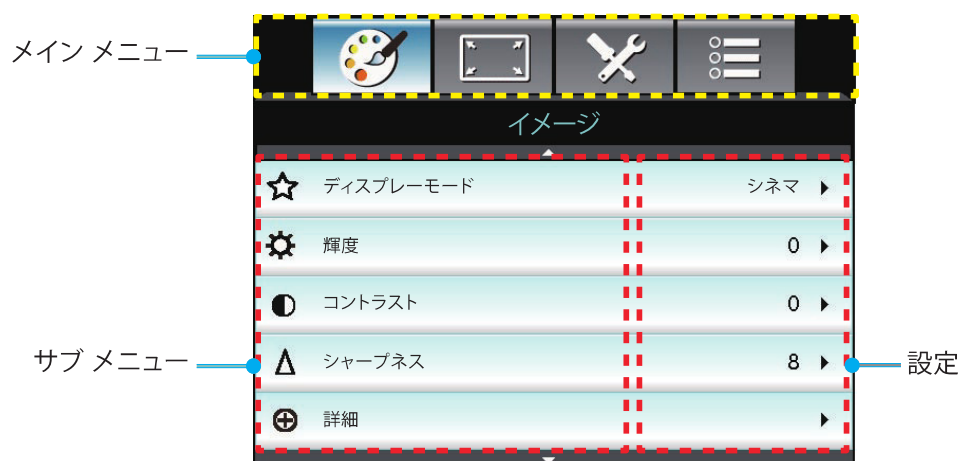 メイン メニュー
イメージ
ディスプレーモード シネマ
輝度 0
コントラスト 0
サブ メニュー シャープネス 8 設定
詳細